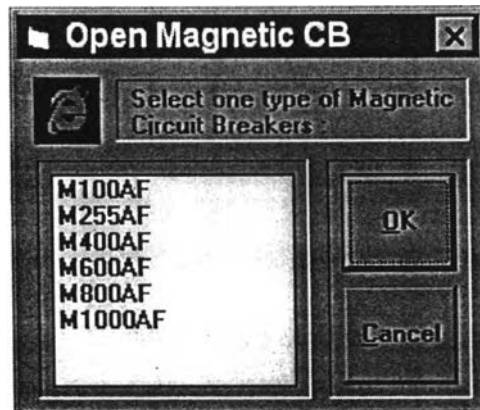 Open Magnetic CB
Select one type of Magnetic
Circuit Breakers :
M100AF
M255AF
M400AF
M600AF
M800AF
M1000AF
OK
Cancel